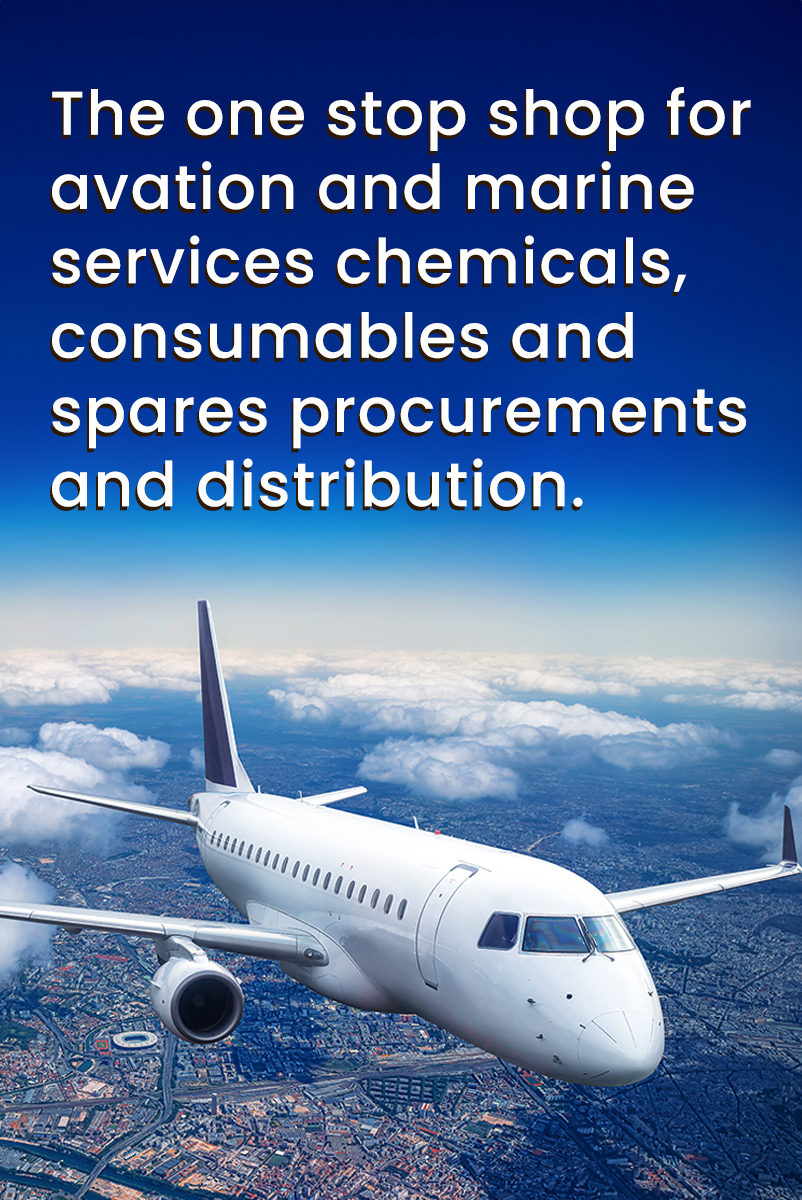 The one stop shop for
avation and marine
services chemicals,
consumables and
spares procurements
and distribution.